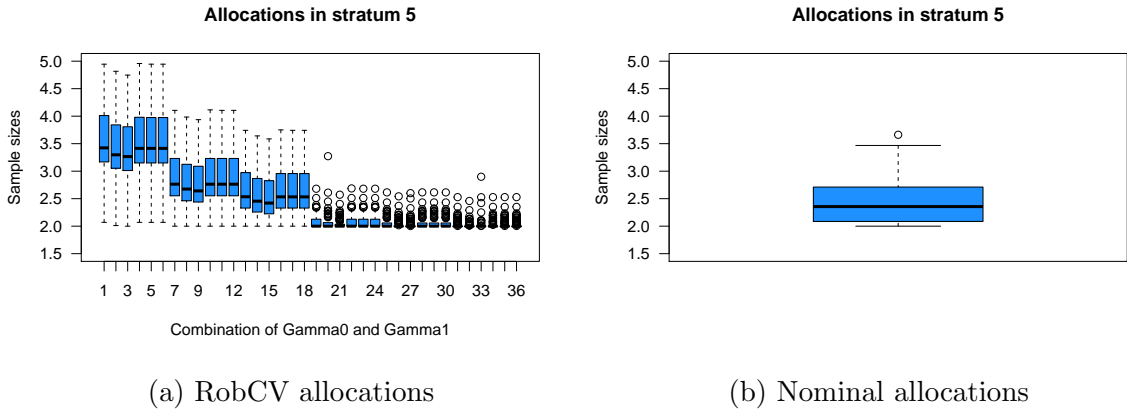 Allocations in stratum 5
Sample sizes
5.0
4.5
4.0
3.5
3.0
2.5
2.0
1.5
1 3 5 7 9 12 15 18 21 24 27 30 33 36
Combination of Gamma0 and Gamma1
(a) RobCV allocations
Allocations in stratum 5
Sample sizes
5.0
4.5
4.0
3.5
3.0
2.5
2.0
1.5
(b) Nominal allocations